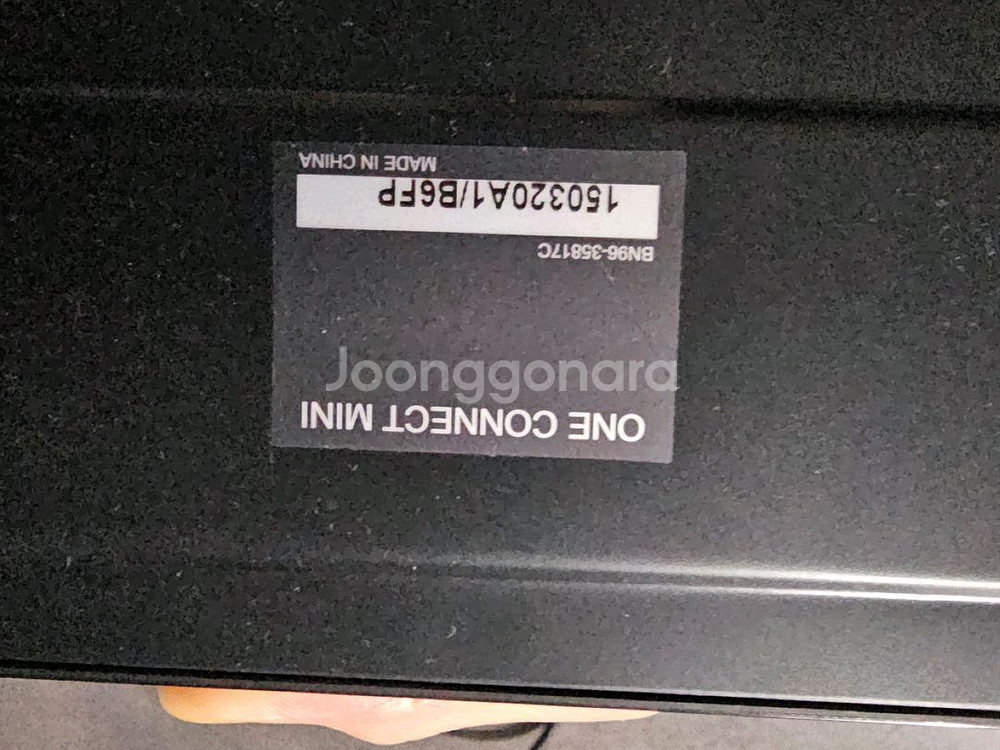 ONE CONNECT MINI
BN96-35817C
150320A1/B6FP
MADE IN CHINA
Joonggonara